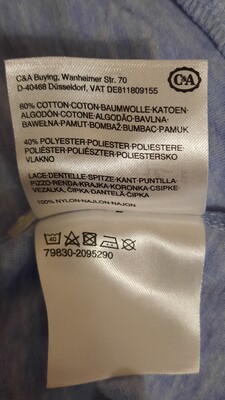 C&A Buying, Wanheimer Str. 70
D-40468 Düsseldorf, VAT DE811809155
C&A
60% COTTON-COTON-BAUMWOLLE-KATOEN-
ALGODÓN-COTONE-ALGODÃO-BAVLNA-
BAWEŁNA-PAMUT-BOMBAŽ-BUMBAC-PAMUK
40% POLYESTER-POLIESTER-POLIESTERE-
POLIÉSTER-POLIÉSZTER-POLIESTERSKO
VLAKNO
LACE-DENTELLE-SPITZE-KANT-PUNTILLA-
PIZZO-RENDA-KRAJKA-KORONKA-CSIPKE-
VEZALKA, ČIPKA-DANTELĂ-ČIPKA
100% NYLON-NAJLON-NAJON
40
79830-2095290